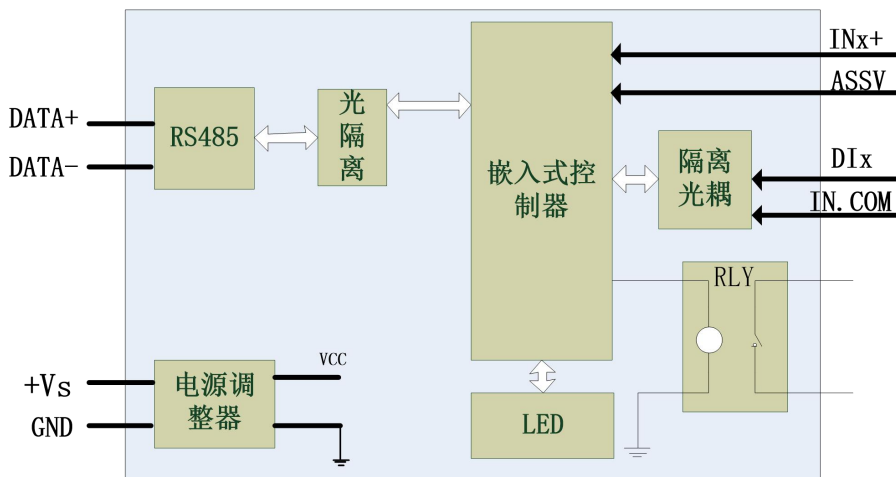 INx+
ASSV
DATA+
DATA-
RS485
光
隔
离
嵌入式控
制器
隔离
光耦
DIx
IN.COM
RLY
+Vs
GND
电源调
整器
VCC
LED